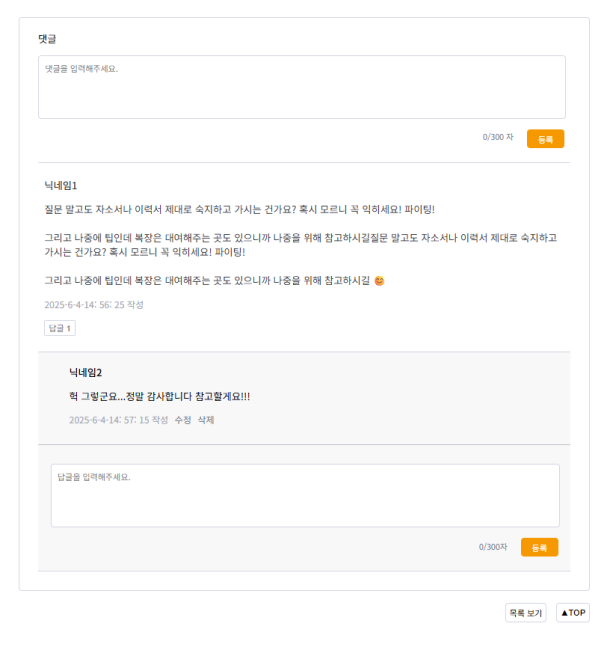 댓글
댓글을 입력해주세요.
0/300 자
등록
닉네임1
질문 말고도 자소서나 이력서 제대로 숙지하고 가시는 건가요? 혹시 모르니 꼭 익히세요! 파이팅!
그리고 나중에 팁인데 복장은 대여해주는 곳도 있으니까 나중을 위해 참고하시길질문 말고도 자소서나 이력서 제대로 숙지하고
가시는 건가요? 혹시 모르니 꼭 익히세요! 파이팅!
그리고 나중에 팁인데 복장은 대여해주는 곳도 있으니까 나중을 위해 참고하시길 😊
2025-6-4-14: 56: 25 작성
답글 1
닉네임2
헉 그렇군요...정말 감사합니다 참고할게요!!!
2025-6-4-14: 57: 15 작성 수정 삭제
답글을 입력해주세요.
0/300자
등록
목록 보기
▲TOP